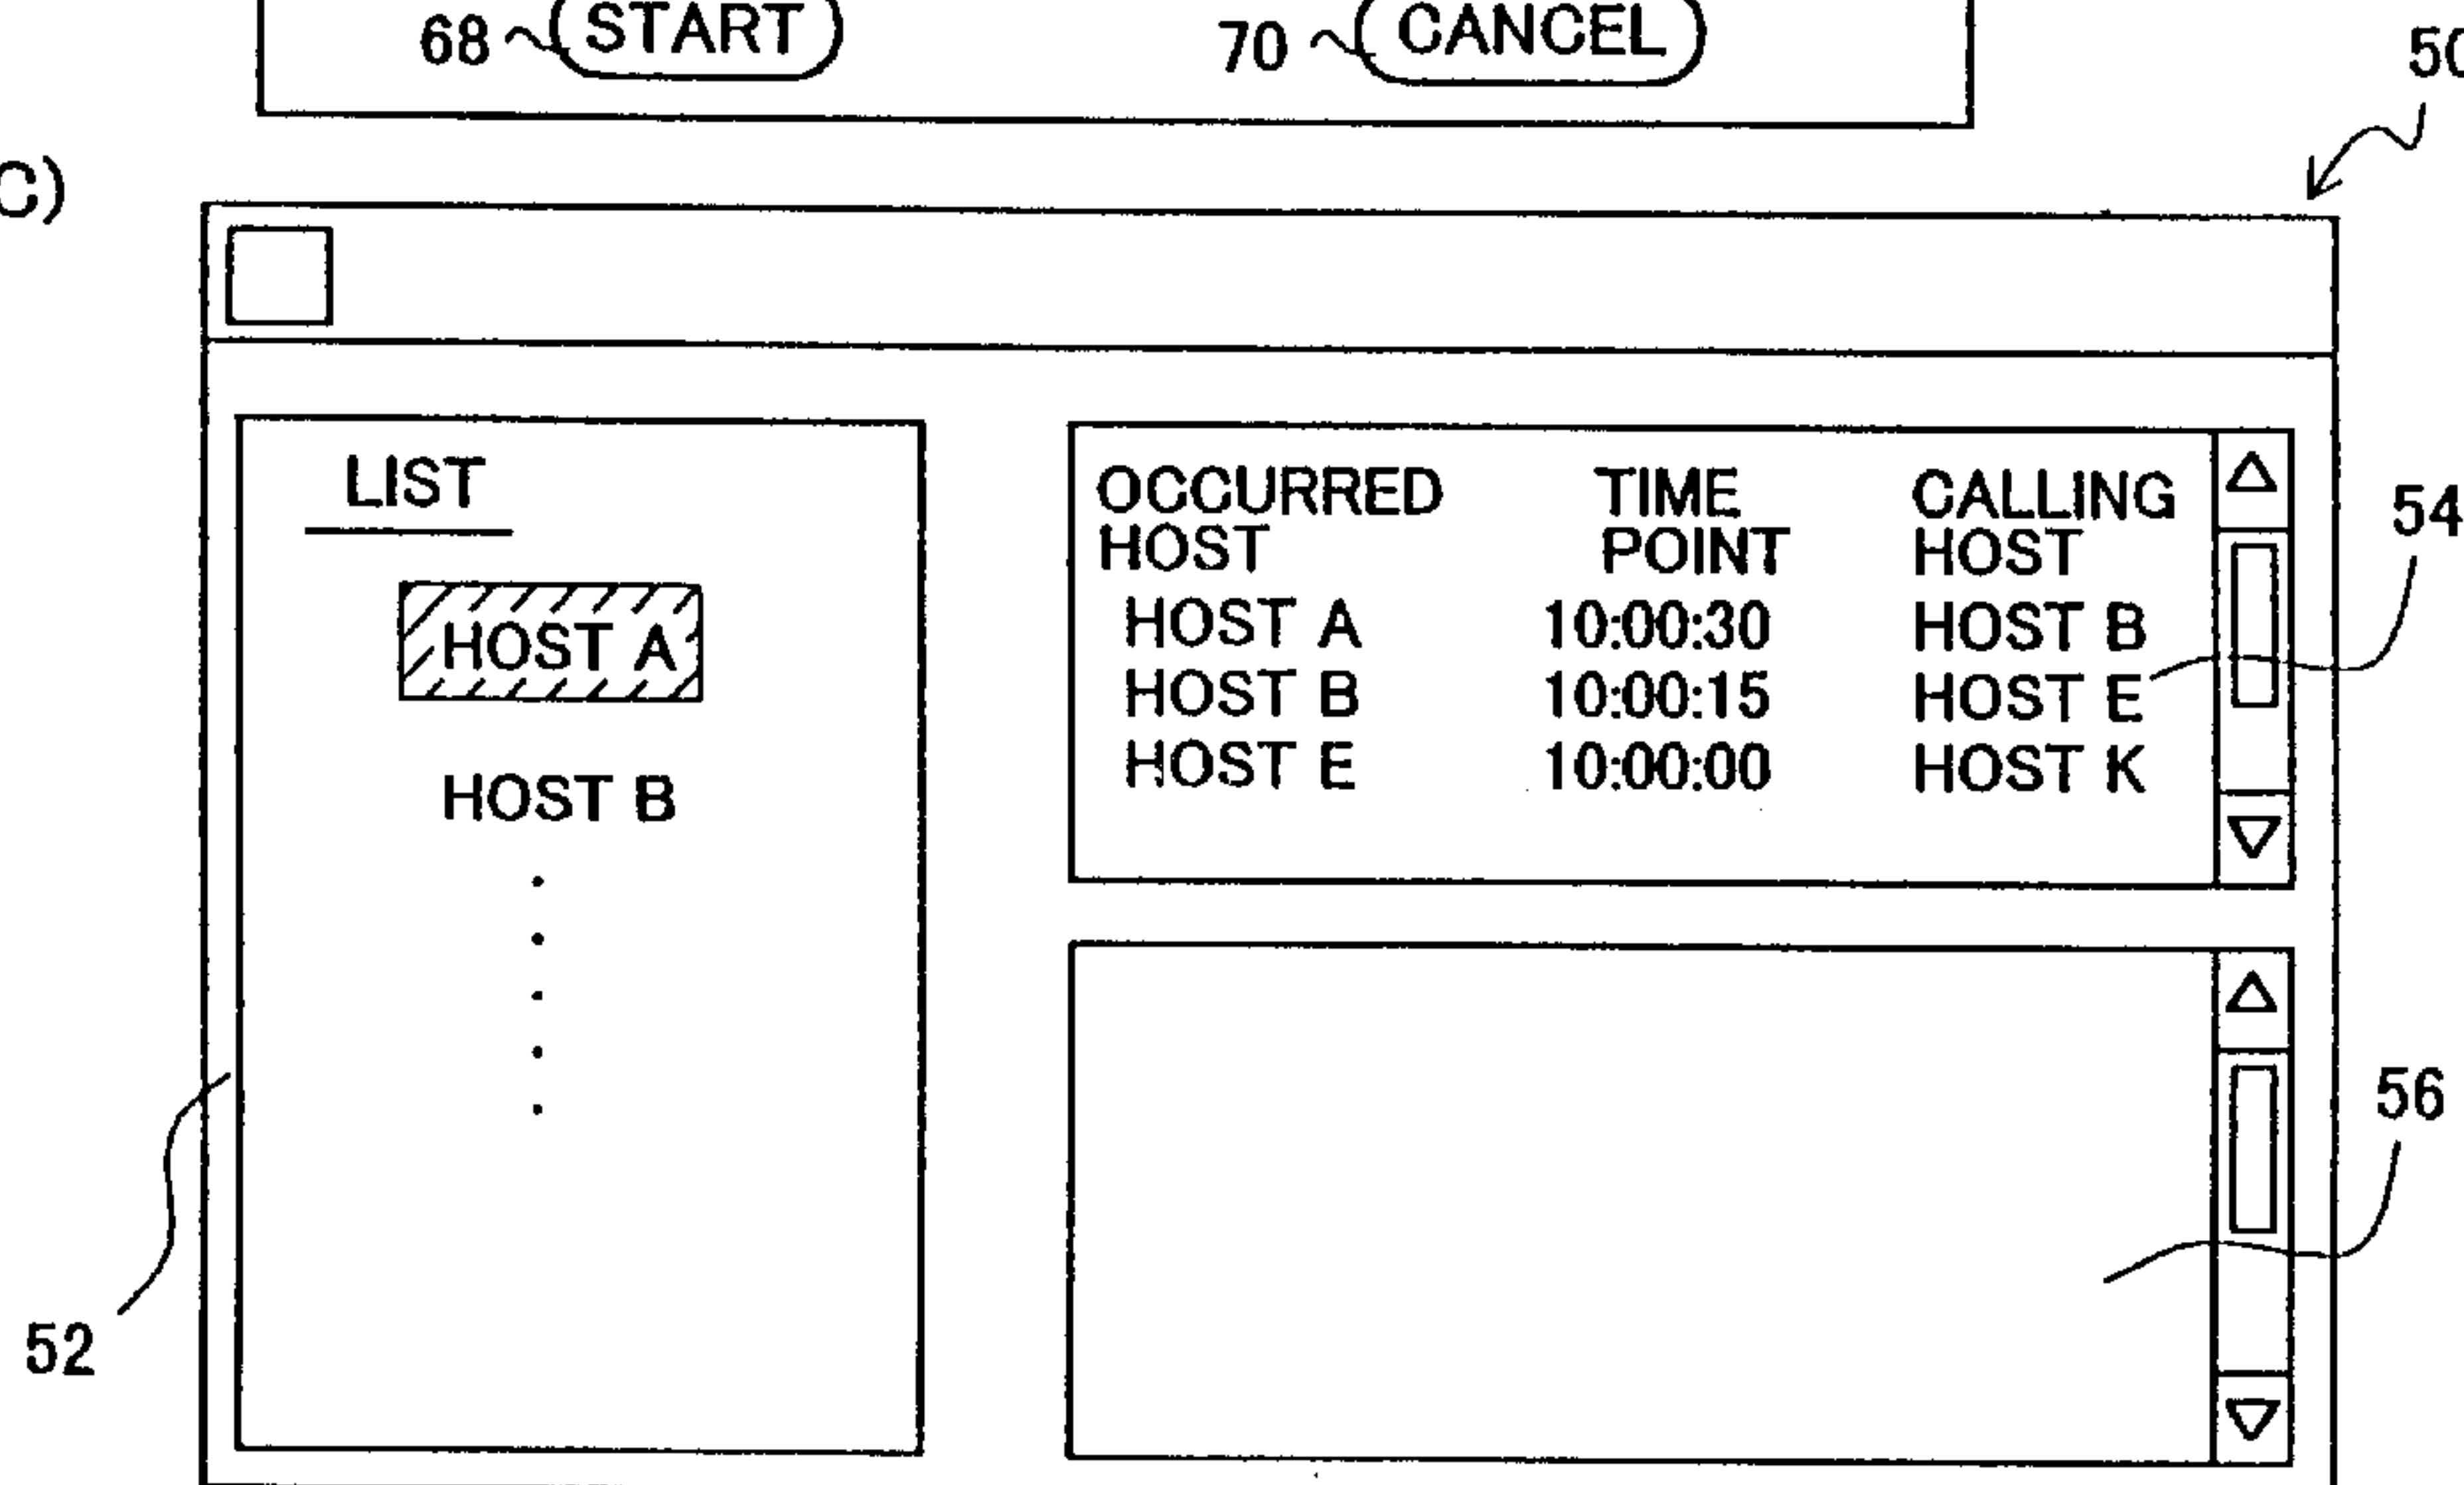 68 START 70 CANCEL
50
C)
LIST
HOST A
HOST B
OCCURRED TIME CALLING
HOST POINT HOST
HOST A 10:00:30 HOST B
HOST B 10:00:15 HOST E
HOST E 10:00:00 HOST K
54
56
52